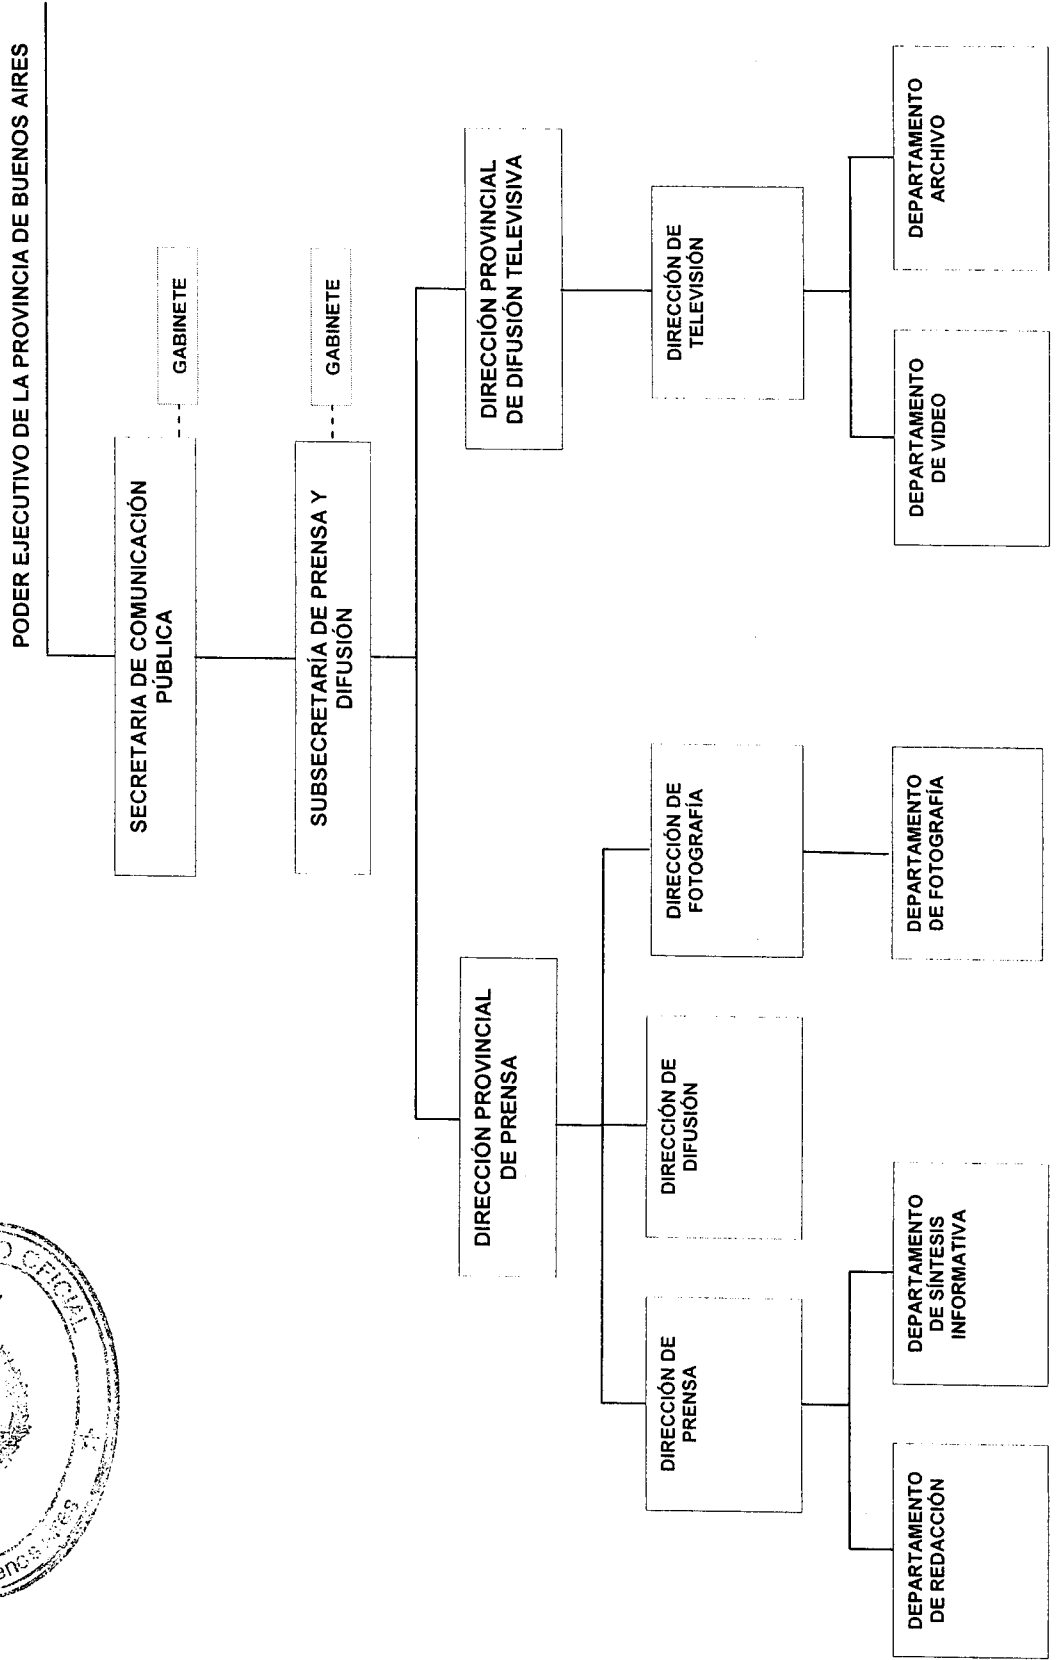 PODER EJECUTIVO DE LA PROVINCIA DE BUENOS AIRES
SECRETARIA DE COMUNICACIÓN
PÚBLICA
GABINETE
SUBSECRETARÍA DE PRENSA Y
DIFUSIÓN
GABINETE
DIRECCIÓN PROVINCIAL
DE PRENSA
DIRECCIÓN PROVINCIAL
DE DIFUSIÓN TELEVISIVA
DIRECCIÓN DE
PRENSA
DIRECCIÓN DE
DIFUSIÓN
DIRECCIÓN DE
FOTOGRAFÍA
DIRECCIÓN DE
TELEVISIÓN
DEPARTAMENTO
DE REDACCIÓN
DEPARTAMENTO
DE SÍNTESIS
INFORMATIVA
DEPARTAMENTO
DE FOTOGRAFÍA
DEPARTAMENTO
DE VIDEO
DEPARTAMENTO
ARCHIVO
OFICIAL